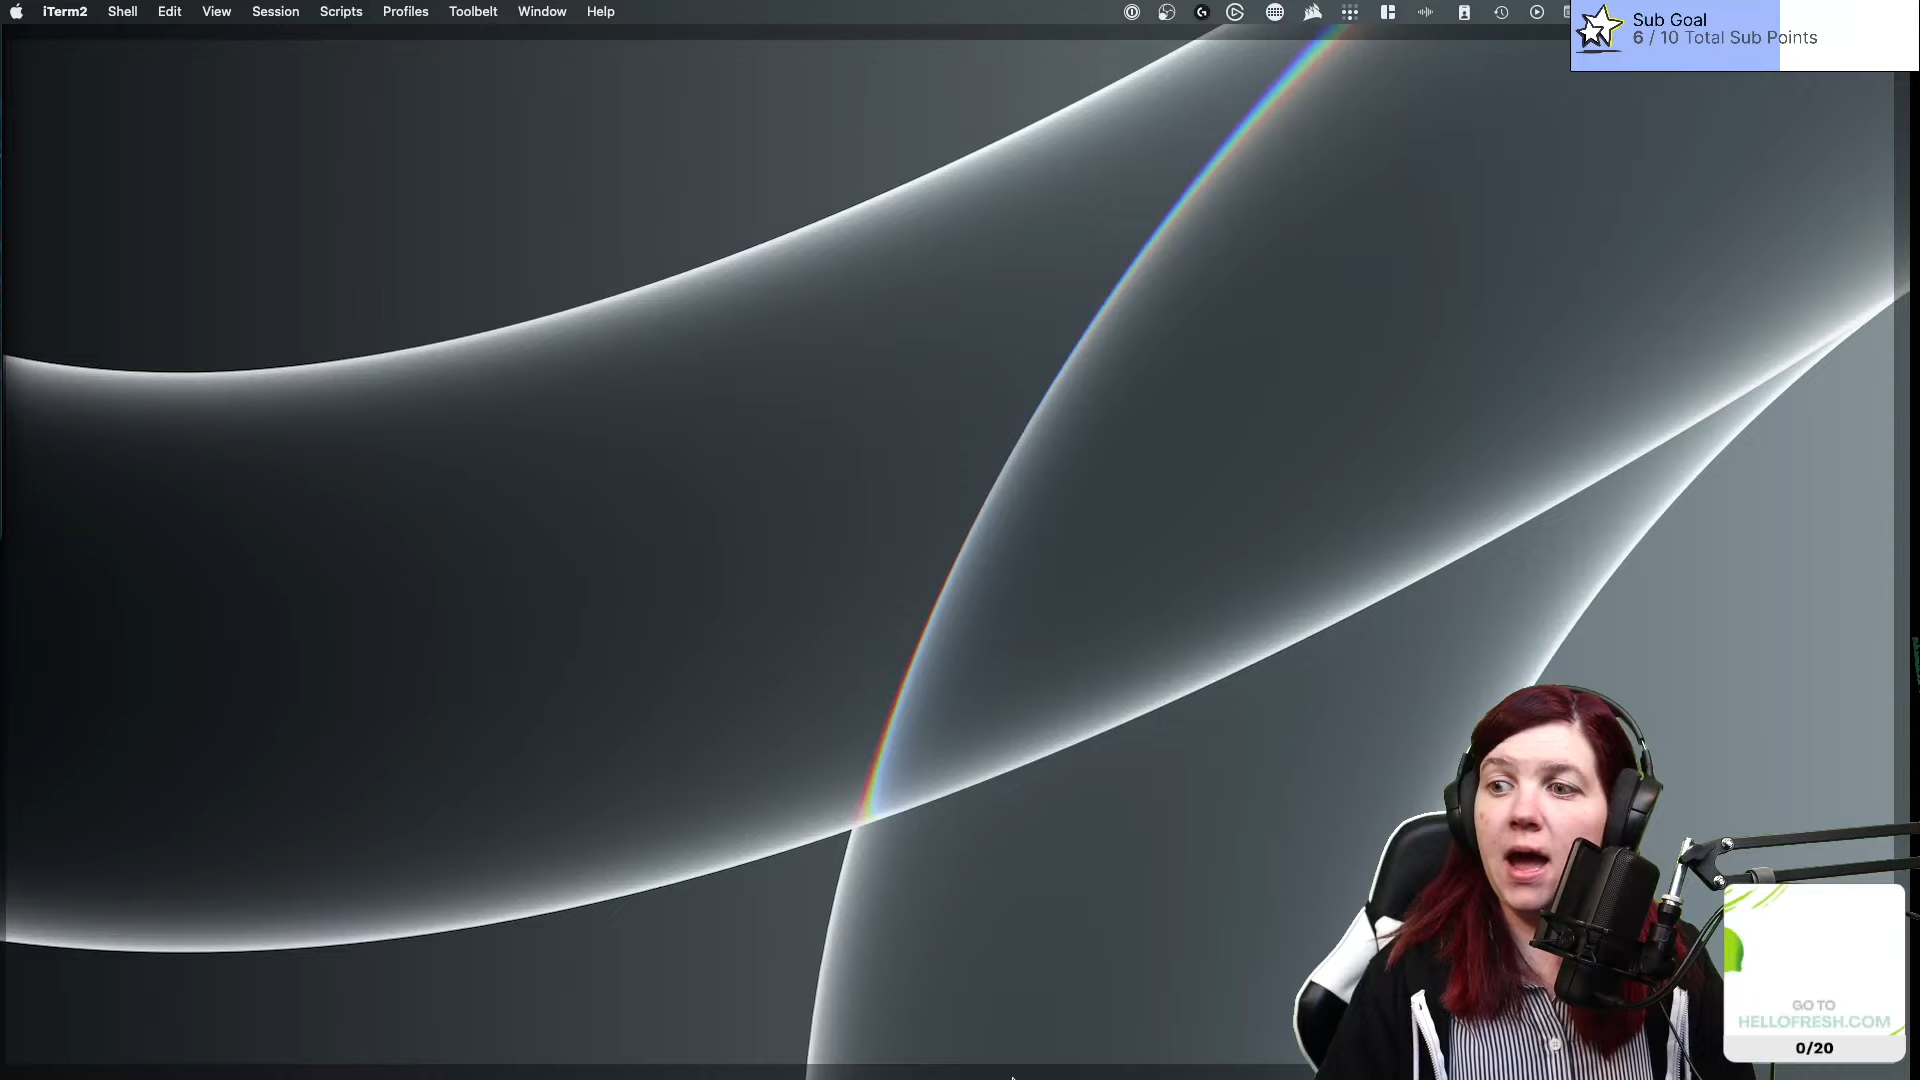 iTerm2 Shell Edit View Session Scripts Profiles Toolbelt Window Help
Sub Goal
6 / 10 Total Sub Points
GO TO
HELLOFRESH.COM
0/20